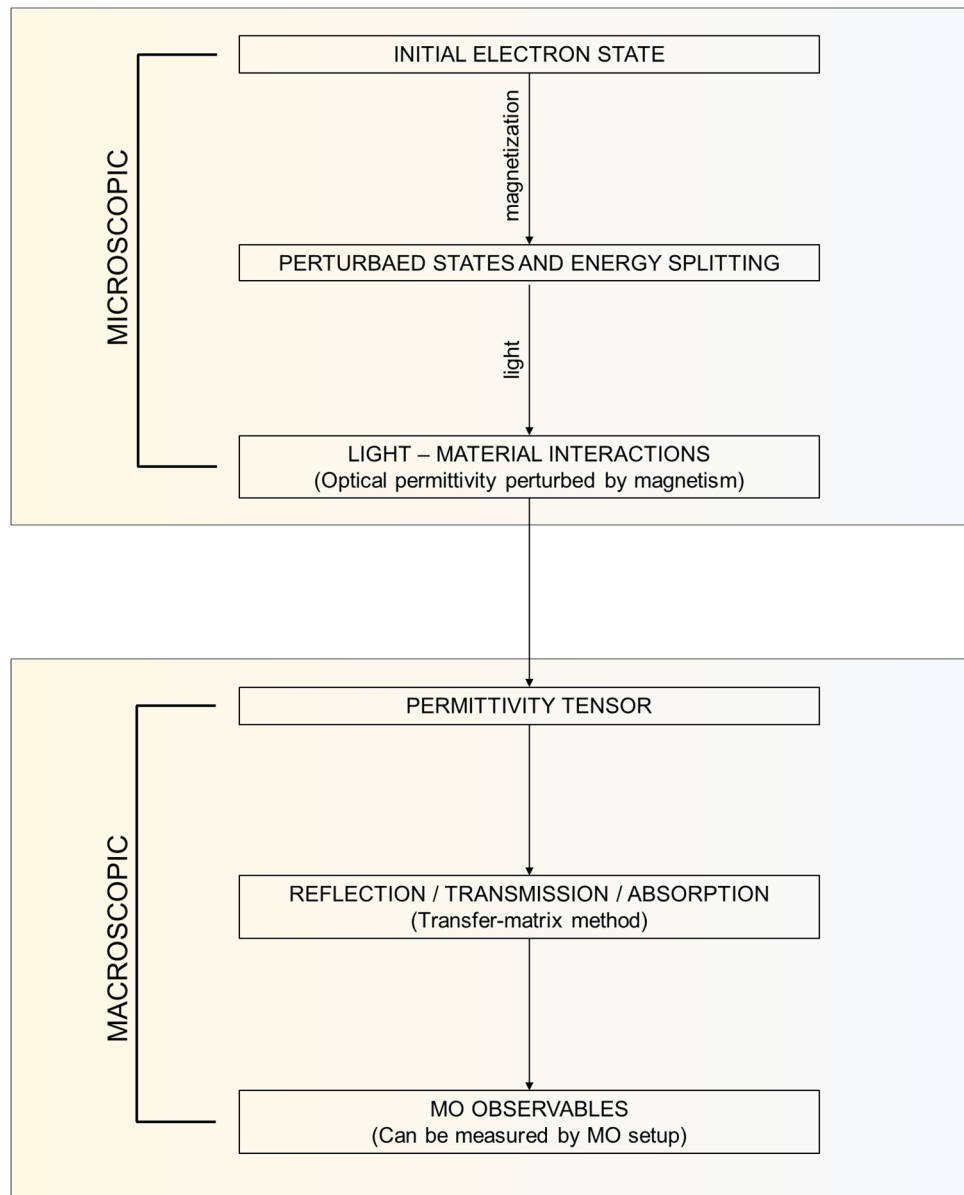 MICROSCOPIC
INITIAL ELECTRON STATE
magnetization
PERTURBAED STATES AND ENERGY SPLITTING
light
LIGHT – MATERIAL INTERACTIONS
(Optical permittivity perturbed by magnetism)
MACROSCOPIC
PERMITTIVITY TENSOR
REFLECTION / TRANSMISSION / ABSORPTION
(Transfer-matrix method)
MO OBSERVABLES
(Can be measured by MO setup)